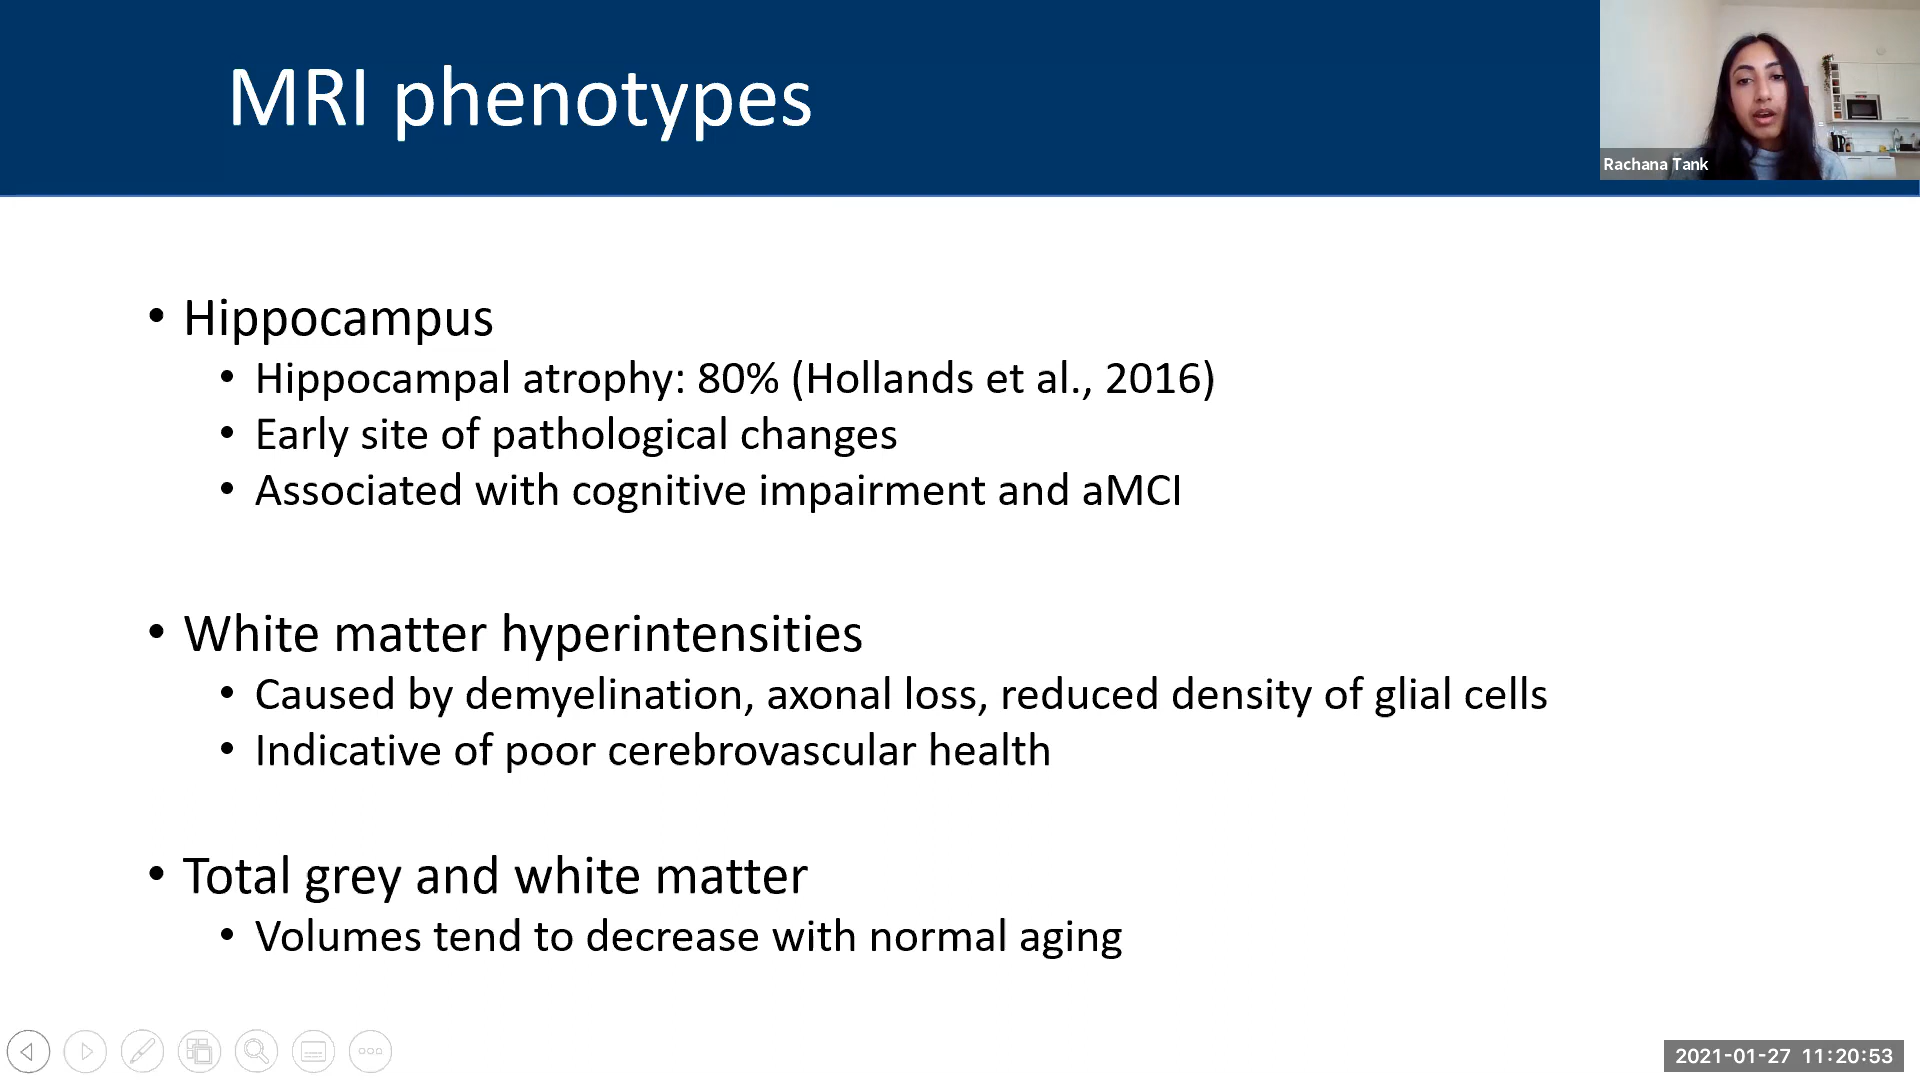 MRI phenotypes
Rachana Tank
• Hippocampus
• Hippocampal atrophy: 80% (Hollands et al., 2016)
• Early site of pathological changes
• Associated with cognitive impairment and aMCI
• White matter hyperintensities
• Caused by demyelination, axonal loss, reduced density of glial cells
• Indicative of poor cerebrovascular health
• Total grey and white matter
• Volumes tend to decrease with normal aging
2021-01-27 11:20:53